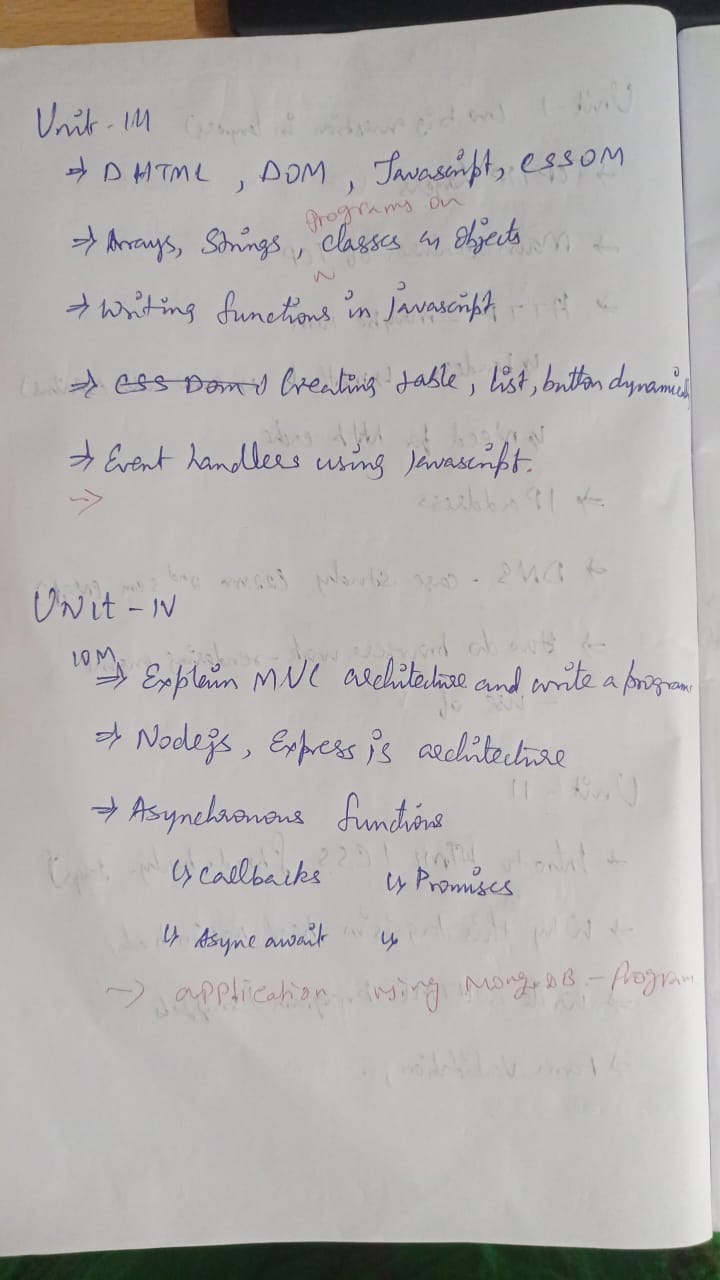 Unit - III
⇒ DHTML, DOM, Javascript, CSSOM
programs on
⇒ Arrays, Strings, classes & objects
⇒ Writing functions in Javascript
⇒ CSS Dom Creating table, list, button dynamical
⇒ Event handlers using Javascript.
→
UNit - IV
10M
⇒ Explain MVC architecture and write a program
⇒ Nodejs, Express js architecture
⇒ Asynchronous functions
↳ Callbacks ↳ Promises
↳ Async await ↳
→ application using MongoDB - Program